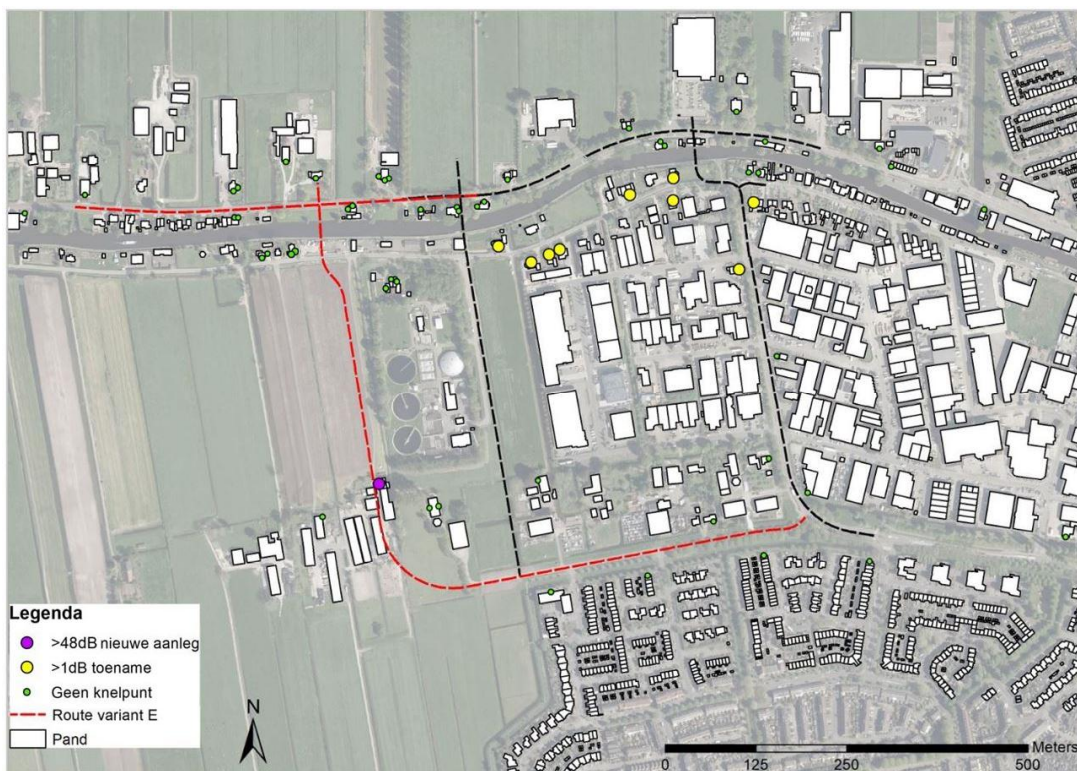 Legenda
>48dB nieuwe aanleg
>1dB toename
Geen knelpunt
Route variant E
Pand
N
Meters
0 125 250 500